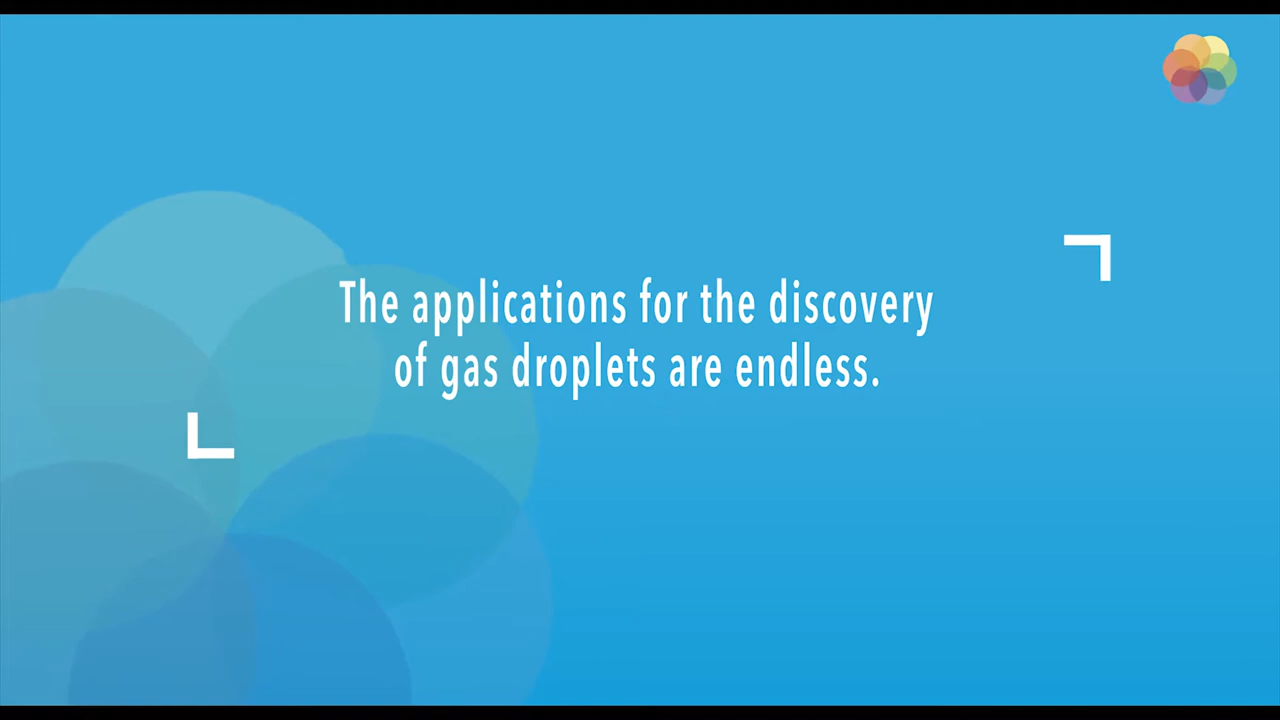 The applications for the discovery
of gas droplets are endless.